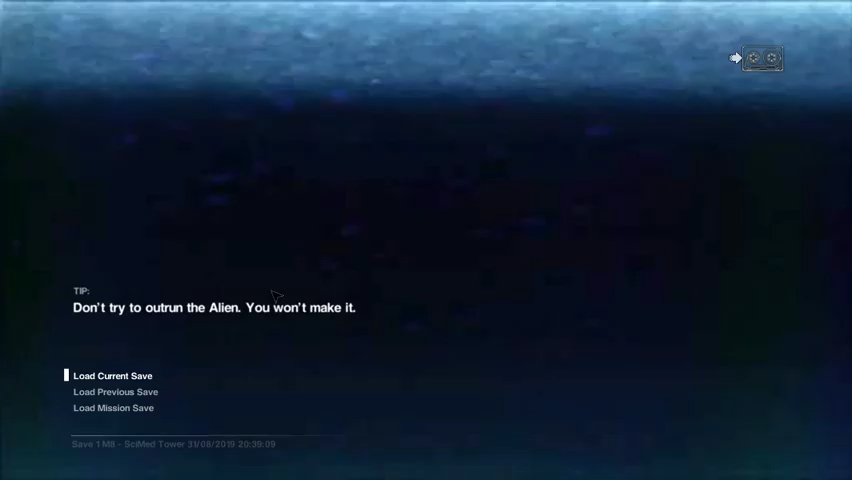 TIP:
Don't try to outrun the Alien. You won't make it.
Load Current Save
Load Previous Save
Load Mission Save
Save 1 M8 - SciMed Tower 31/08/2019 20:39:09